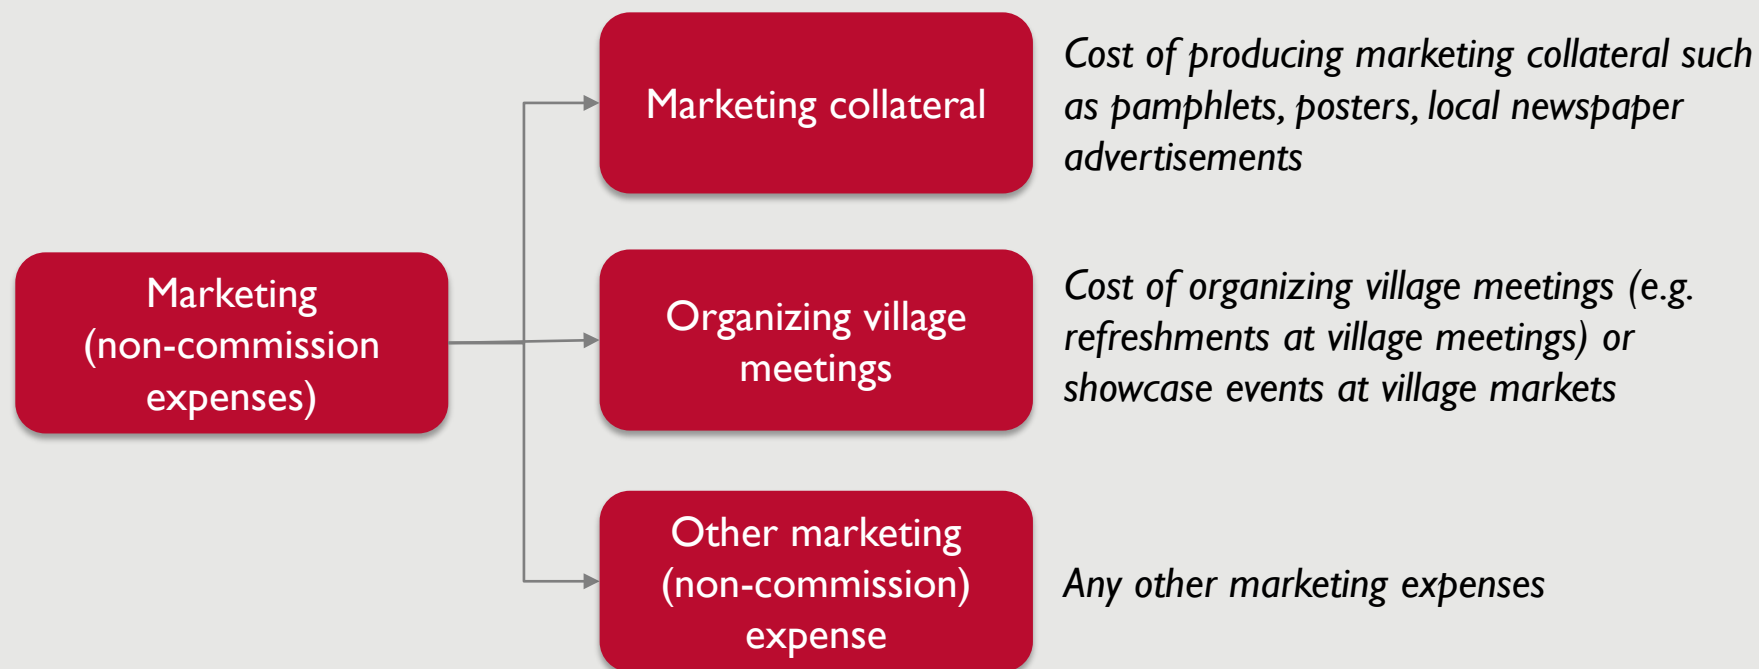 Marketing collateral
Cost of producing marketing collateral such
as pamphlets, posters, local newspaper
advertisements
Marketing
(non-commission
expenses)
Organizing village
meetings
Cost of organizing village meetings (e.g.
refreshments at village meetings) or
showcase events at village markets
Other marketing
(non-commission)
expense
Any other marketing expenses